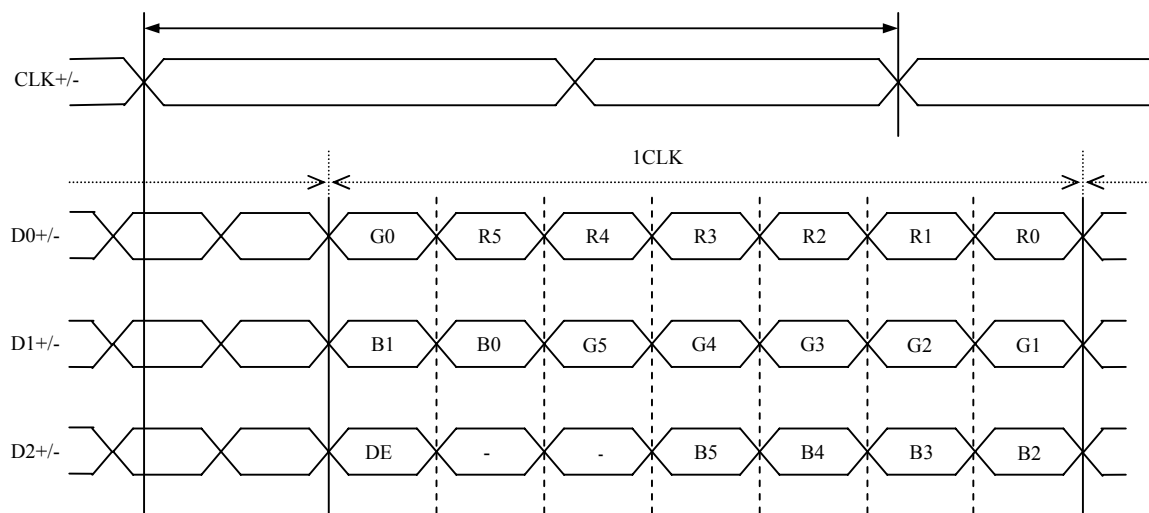 CLK+/-
1CLK
D0+/- G0 R5 R4 R3 R2 R1 R0
D1+/- B1 B0 G5 G4 G3 G2 G1
D2+/- DE - - B5 B4 B3 B2